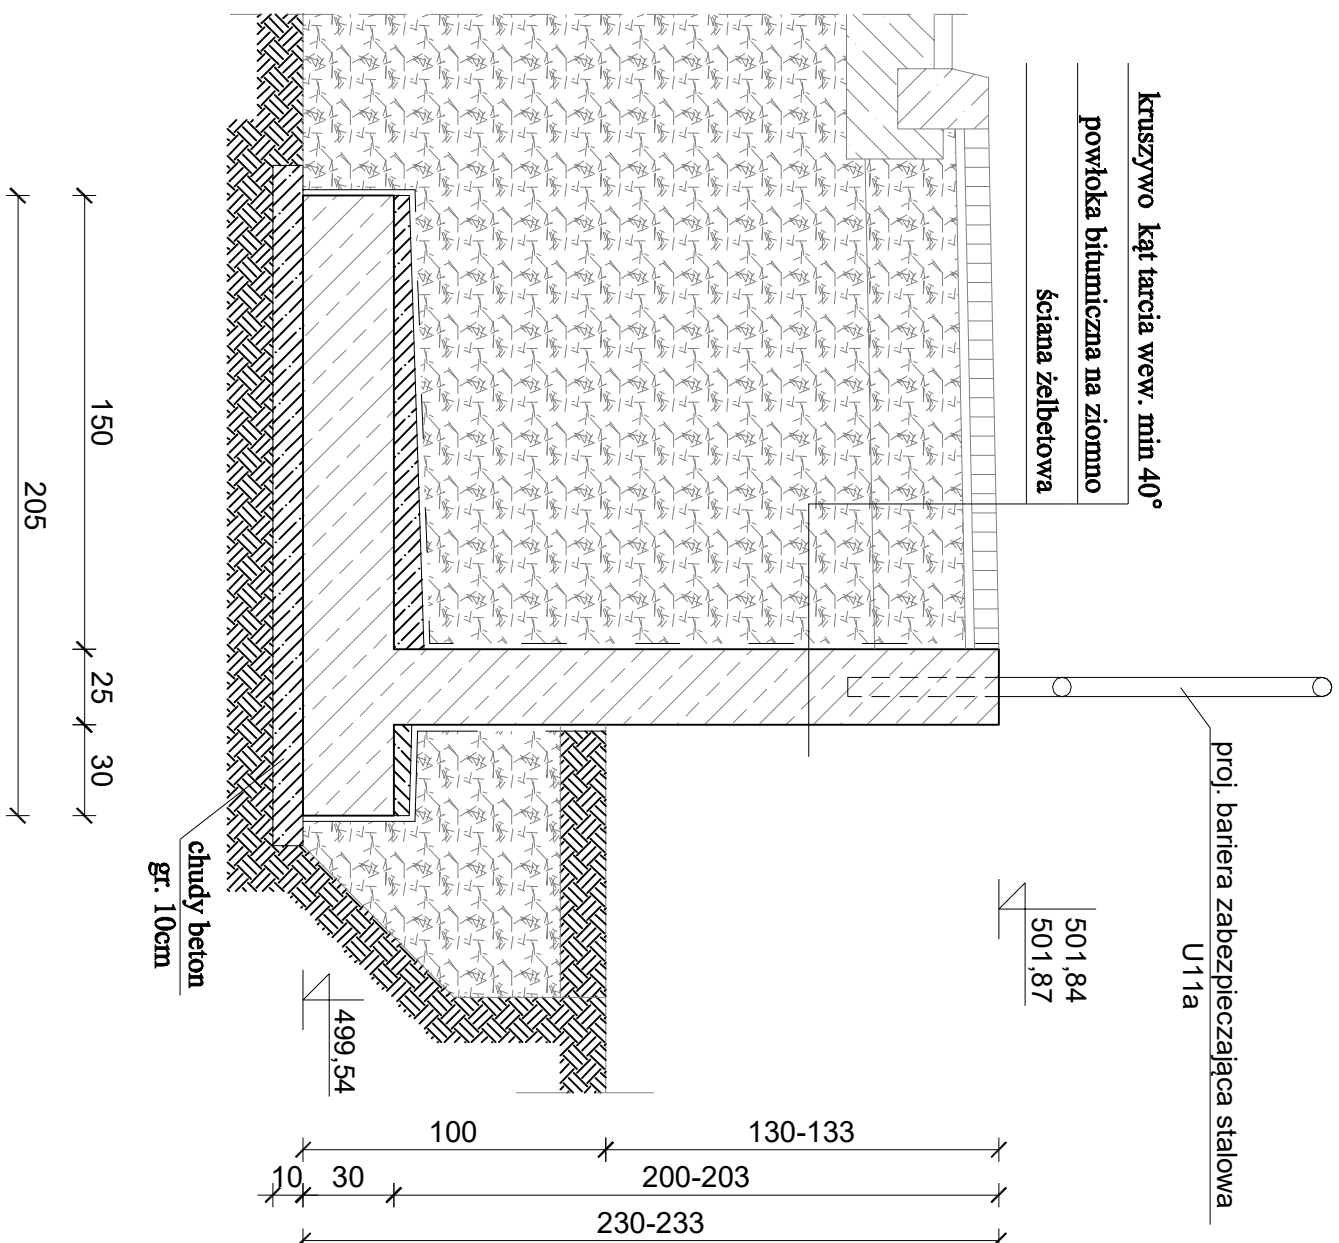 kruszywo kąt tarcia wew. min 40°
powłoka bitumiczna na ziomno
ściana żelbetowa
proj. bariera zabezpieczająca stalowa
U11a
501,84
501,87
499,54
chudy beton
gr. 10cm
150
25
30
205
100
130-133
10
30
200-203
230-233